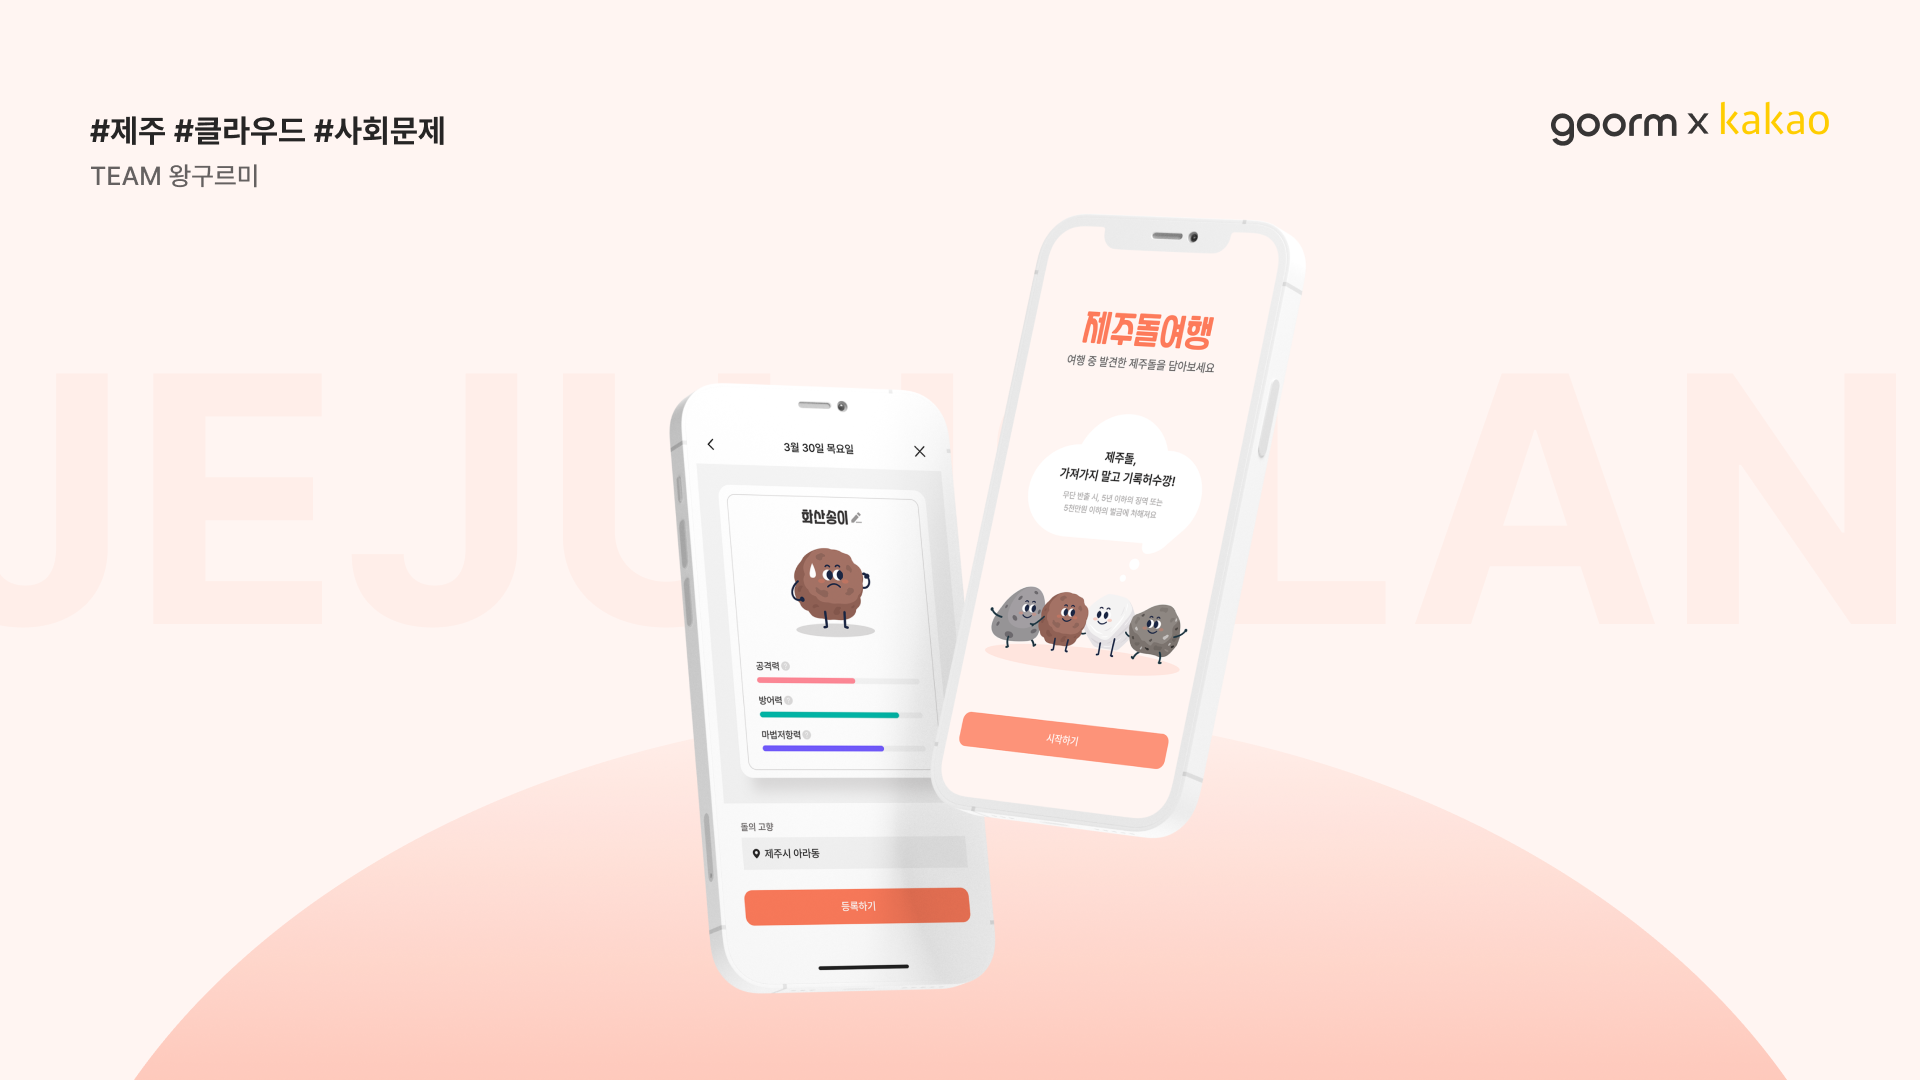 #제주 #클라우드 #사회문제
TEAM 왕구르미
goorm x kakao
제주돌여행
여행 중 발견한 제주돌을 담아보세요
제주돌,
가져가지 말고 기록허수깡!
무단 반출 시, 5년 이하의 징역 또는
5천만원 이하의 벌금에 처해져요
시작하기
3월 30일 목요일
화산송이
공격력
방어력
마법저항력
돌의 고향
제주시 아라동
등록하기